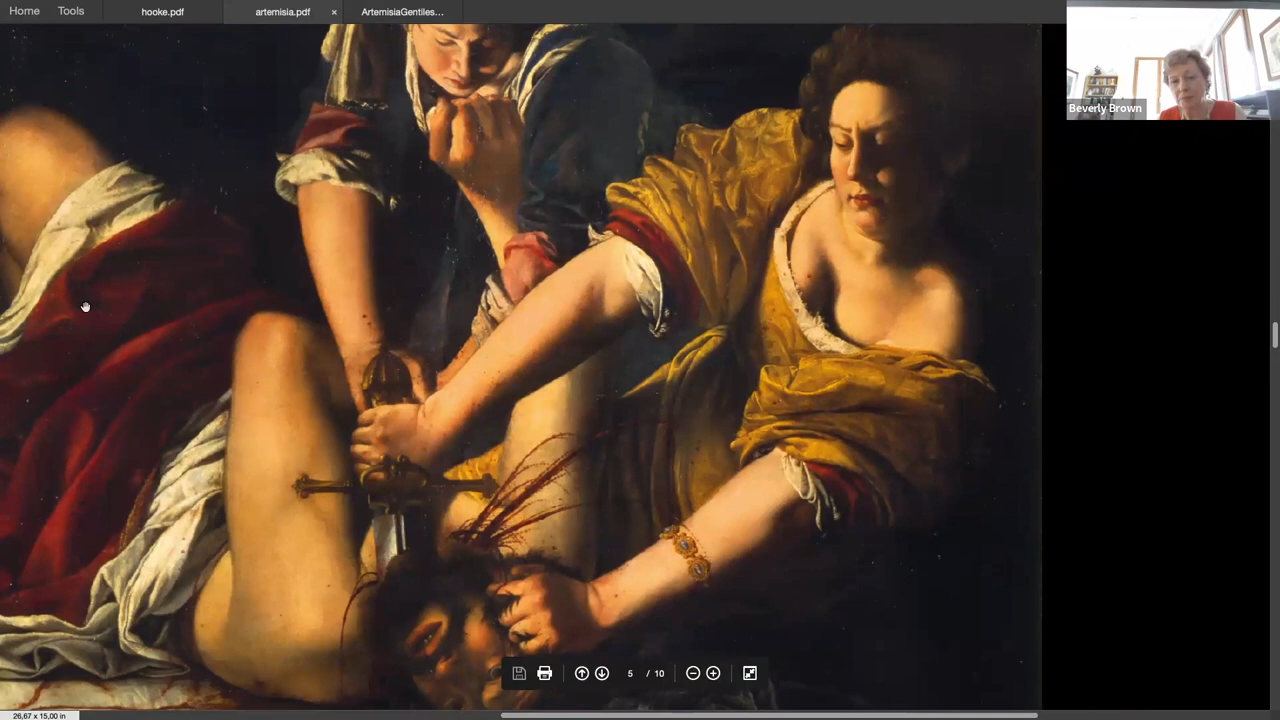 Home Tools hooke.pdf artemisia.pdf × ArtemisiaGentiles...
Beverly Brown
5 / 10
26,67 x 15,00 in